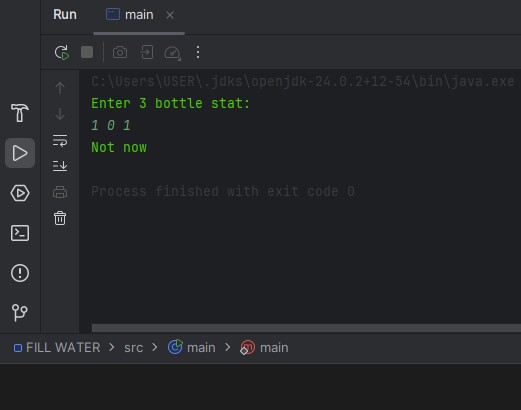 Run
main
C:\Users\USER\.jdks\openjdk-24.0.2+12-54\bin\java.exe
Enter 3 bottle stat:
1 0 1
Not now
Process finished with exit code 0
FILL WATER > src > main > main